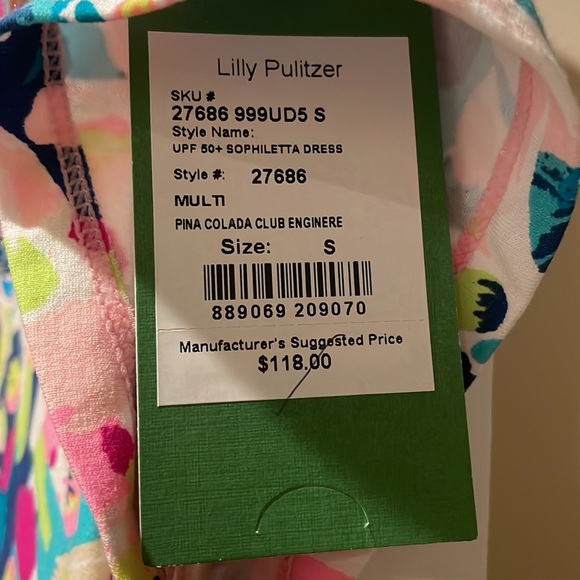 Lilly Pulitzer
SKU #
27686 999UD5 S
Style Name:
UPF 50+ SOPHILETTA DRESS
Style #: 27686
MULTI
PINA COLADA CLUB ENGINERE
Size: S
889069 209070
Manufacturer's Suggested Price
$118.00